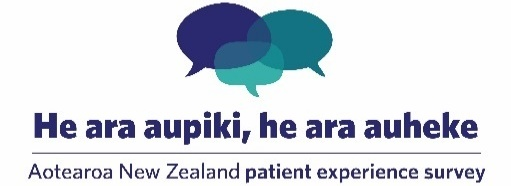 He ara aupiki, he ara auheke
Aotearoa New Zealand patient experience survey